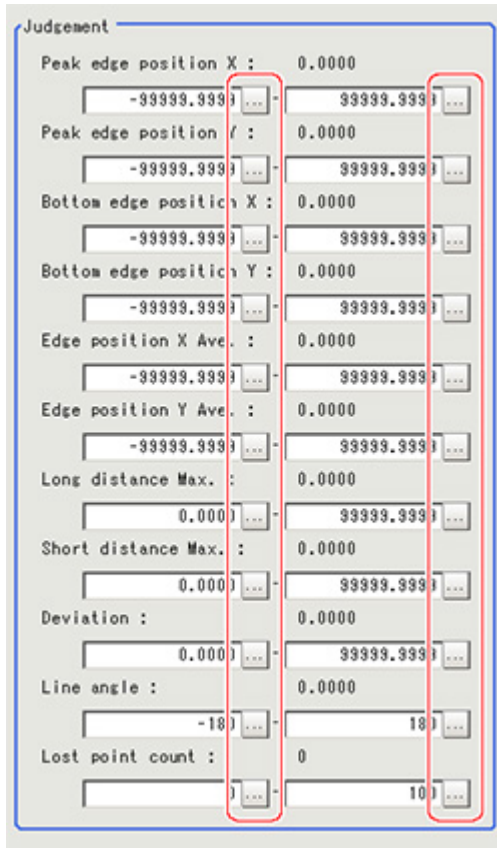 Judgement
Peak edge position X : 0.0000
-99999.9999 ... - 99999.9999 ...
Peak edge position Y : 0.0000
-99999.9999 ... - 99999.9999 ...
Bottom edge position X : 0.0000
-99999.9999 ... - 99999.9999 ...
Bottom edge position Y : 0.0000
-99999.9999 ... - 99999.9999 ...
Edge position X Ave. : 0.0000
-99999.9999 ... - 99999.9999 ...
Edge position Y Ave. : 0.0000
-99999.9999 ... - 99999.9999 ...
Long distance Max. : 0.0000
0.0000 ... - 99999.9999 ...
Short distance Max. : 0.0000
0.0000 ... - 99999.9999 ...
Deviation : 0.0000
0.0000 ... - 99999.9999 ...
Line angle : 0.0000
-180 ... - 180 ...
Lost point count : 0
0 ... - 100 ...